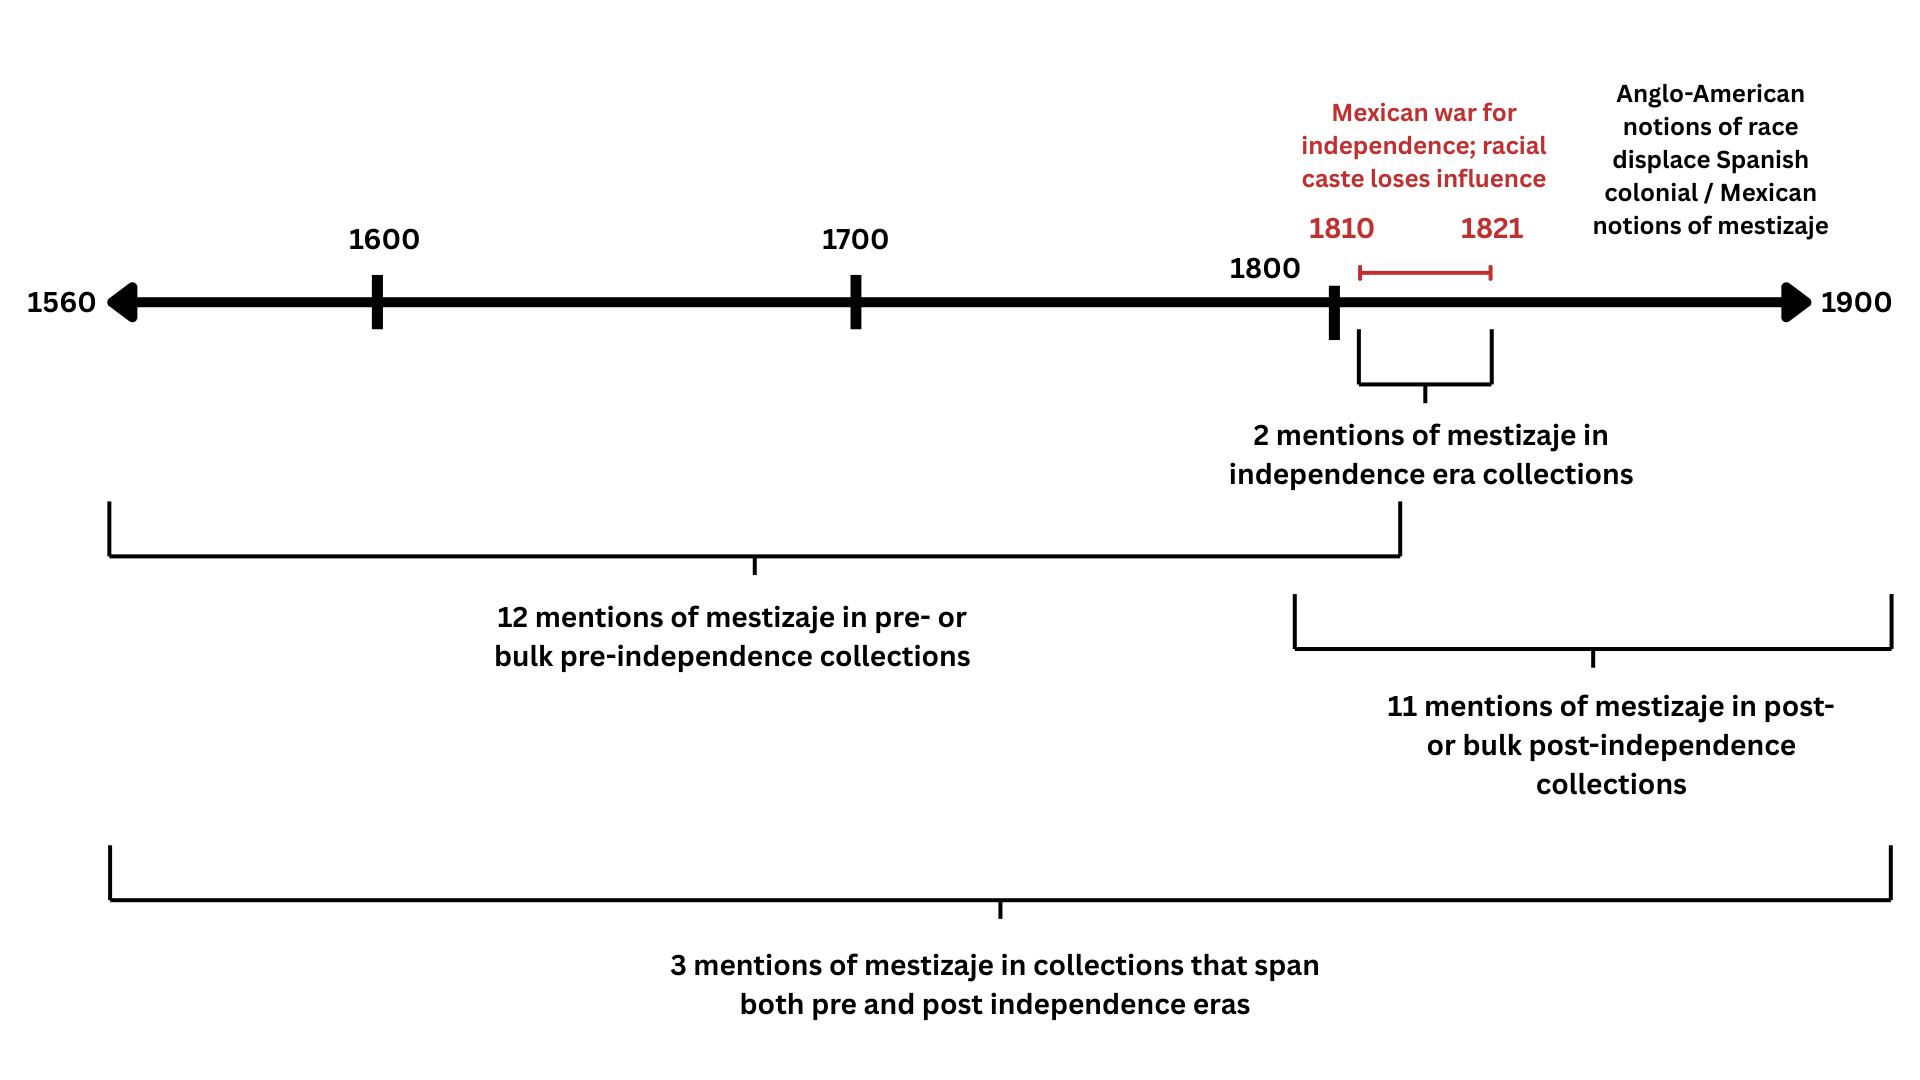 Anglo-American
notions of race
displace Spanish
colonial / Mexican
notions of mestizaje
Mexican war for
independence; racial
caste loses influence
1810
1821
1600
1700
1800
1560
1900
2 mentions of mestizaje in
independence era collections
12 mentions of mestizaje in pre- or
bulk pre-independence collections
11 mentions of mestizaje in post-
or bulk post-independence
collections
3 mentions of mestizaje in collections that span
both pre and post independence eras